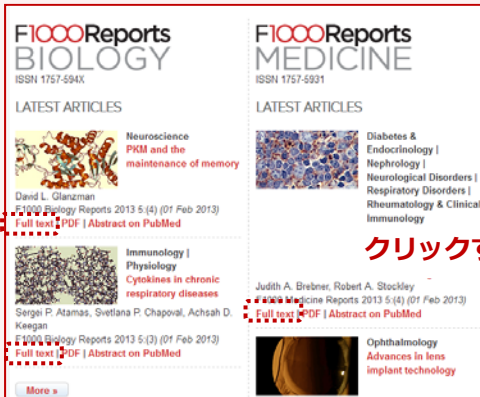 F1000Reports
BIOLOGY
ISSN 1757-594X
LATEST ARTICLES
Neuroscience
PKM and the
maintenance of memory
David L. Glanzman
F1000 Biology Reports 2013 5:(4) (01 Feb 2013)
Full text | PDF | Abstract on PubMed
Immunology |
Physiology
Cytokines in chronic
respiratory diseases
Sergei P. Atamas, Svetlana P. Chapoval, Achsah D.
Keegan
F1000 Biology Reports 2013 5:(3) (01 Feb 2013)
Full text | PDF | Abstract on PubMed
More »
F1000Reports
MEDICINE
ISSN 1757-5931
LATEST ARTICLES
Diabetes &
Endocrinology |
Nephrology |
Neurological Disorders |
Respiratory Disorders |
Rheumatology & Clinical
Immunology
クリックす
Judith A. Brebner, Robert A. Stockley
F1000 Medicine Reports 2013 5:(4) (01 Feb 2013)
Full text | PDF | Abstract on PubMed
Ophthalmology
Advances in lens
implant technology